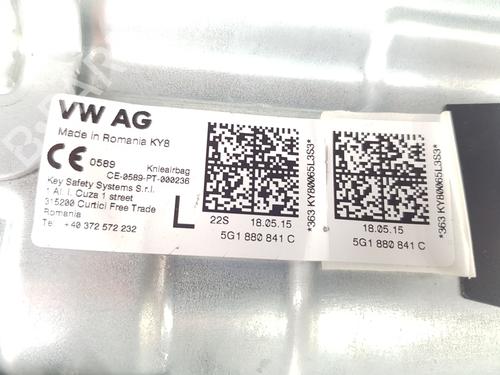 VW AG
Made in Romania KY8
CE 0589 Knieairbag
CE-0589-PT-000236
Key Safety Systems S.r.l.
1 Al. I. Cuza 1 street
315200 Curtici Free Trade
Romania
Tel +40 372 572 232
L
22S 18.05.15
5G1 880 841 C
*363 KY80065L3S3*
18.05.15
5G1 880 841 C
*363 KY80065L3S3*